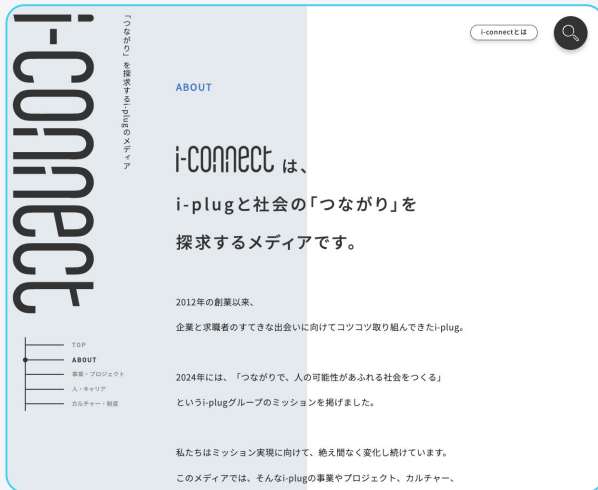 i-connect
「つながり」を探求するi-plugのメディア
i-connectとは
TOP
ABOUT
事業・プロジェクト
人・キャリア
カルチャー・制度
ABOUT
i-connect は、
i-plugと社会の「つながり」を
探求するメディアです。
2012年の創業以来、
企業と求職者のすてきな出会いに向けてコツコツ取り組んできたi-plug。
2024年には、「つながりで、人の可能性があふれる社会をつくる」
というi-plugグループのミッションを掲げました。
私たちはミッション実現に向けて、絶え間なく変化し続けています。
このメディアでは、そんなi-plugの事業やプロジェクト、カルチャー、